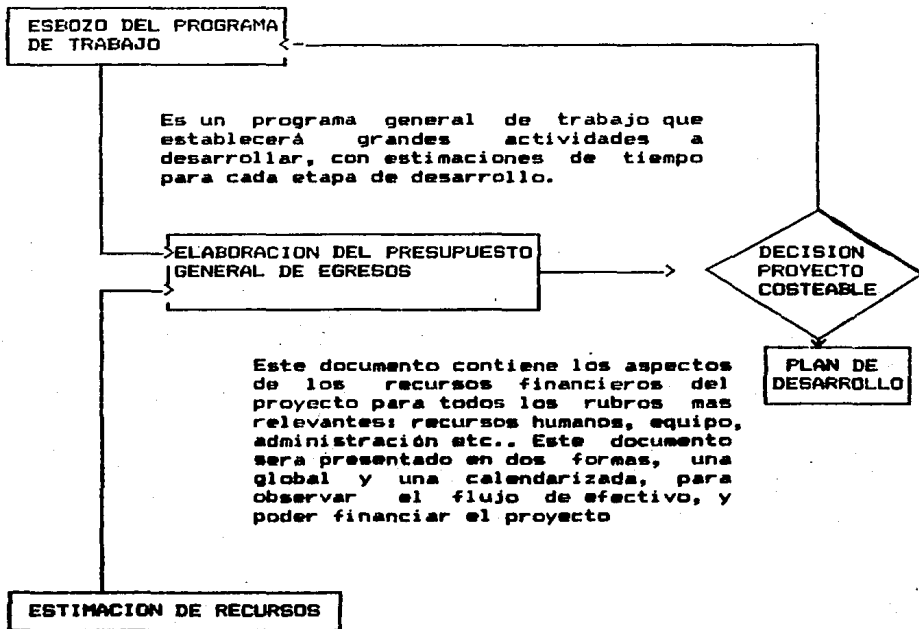 ESBOZO DEL PROGRAMA
DE TRABAJO
Es un programa general de trabajo que
establecerá grandes actividades a
desarrollar, con estimaciones de tiempo
para cada etapa de desarrollo.
ELABORACION DEL PRESUPUESTO
GENERAL DE EGRESOS
DECISION
PROYECTO
COSTEABLE
PLAN DE
DESARROLLO
Este documento contiene los aspectos
de los recursos financieros del
proyecto para todos los rubros mas
relevantes: recursos humanos, equipo,
administración etc.. Este documento
sera presentado en dos formas, una
global y una calendarizada, para
observar el flujo de efectivo, y
poder financiar el proyecto
ESTIMACION DE RECURSOS